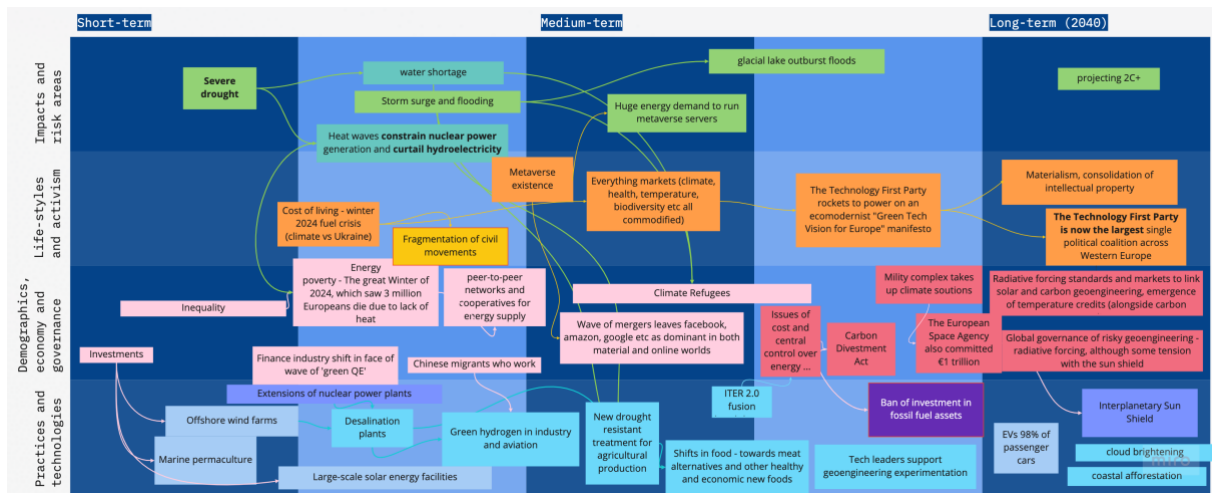 Short-term
Medium-term
Long-term (2040)
Impacts and
risk areas
Severe
drought
water shortage
Storm surge and flooding
Heat waves constrain nuclear power
generation and curtail hydroelectricity
glacial lake outburst floods
Huge energy demand to run
metaverse servers
projecting 2C+
Life-styles
and activism
Metaverse
existence
Cost of living - winter
2024 fuel crisis
(climate vs Ukraine)
Fragmentation of civil
movements
Everything markets (climate,
health, temperature,
biodiversity etc all
commodified)
The Technology First Party
rockets to power on an
ecomodernist "Green Tech
Vision for Europe" manifesto
Materialism, consolidation of
intellectual property
The Technology First Party
is now the largest single
political coalition across
Western Europe
Demographics,
economy and
governance
Inequality
Energy
poverty - The great Winter of
2024, which saw 3 million
Europeans die due to lack of
heat
peer-to-peer
networks and
cooperatives for
energy supply
Climate Refugees
Wave of mergers leaves facebook,
amazon, google etc as dominant in both
material and online worlds
Issues of
cost and
central
control over
energy ...
Carbon
Divestment
Act
Mility complex takes
up climate soutions
The European
Space Agency
also committed
€1 trillion
Radiative forcing standards and markets to link
solar and carbon geoengineering, emergence
of temperature credits (alongside carbon
Global governance of risky geoengineering -
radiative forcing, although some tension
with the sun shield
Investments
Finance industry shift in face of
wave of 'green QE'
Chinese migrants who work
Practices and
technologies
Extensions of nuclear power plants
Offshore wind farms
Marine permaculture
Desalination
plants
Large-scale solar energy facilities
Green hydrogen in industry
and aviation
New drought
resistant
treatment for
agricultural
production
ITER 2.0
fusion
Shifts in food - towards meat
alternatives and other healthy
and economic new foods
Ban of investment in
fossil fuel assets
Tech leaders support
geoengineering experimentation
EVs 98% of
passenger
cars
Interplanetary Sun
Shield
cloud brightening
miro
coastal afforestation